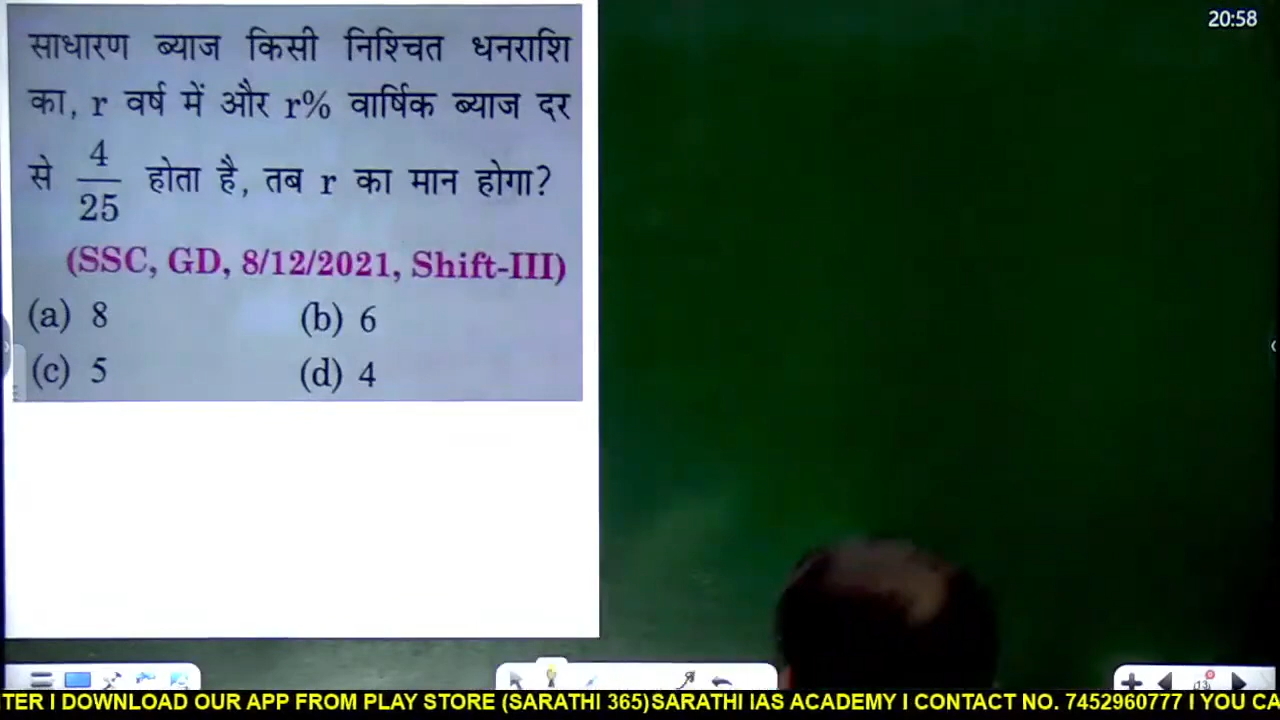 20:58
साधारण ब्याज किसी निश्चित धनराशि
का, r वर्ष में और r% वार्षिक ब्याज दर
से 4/25 होता है, तब r का मान होगा?
(SSC, GD, 8/12/2021, Shift-III)
(a) 8 (b) 6
(c) 5 (d) 4
TER I DOWNLOAD OUR APP FROM PLAY STORE (SARATHI 365)SARATHI IAS ACADEMY I CONTACT NO. 7452960777 I YOU CA